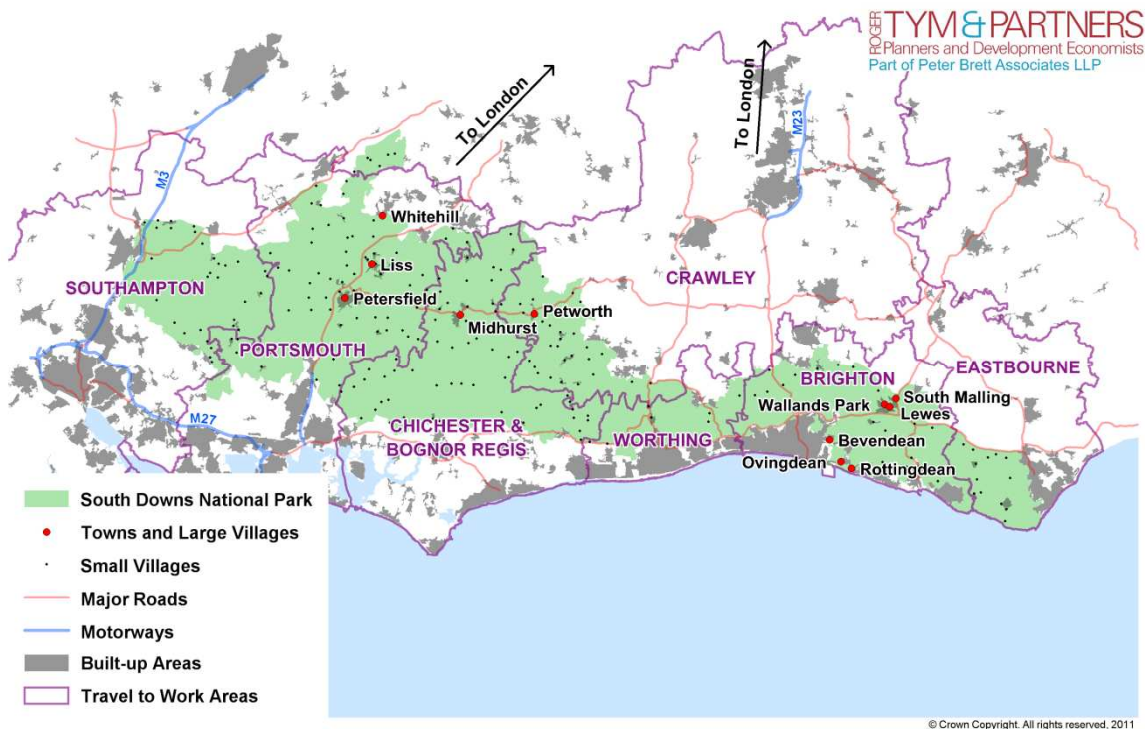 ROGER
TYM & PARTNERS
Planners and Development Economists
Part of Peter Brett Associates LLP
To London
To London
M23
M3
Whitehill
Liss
SOUTHAMPTON
CRAWLEY
Petersfield
Petworth
Midhurst
PORTSMOUTH
EASTBOURNE
BRIGHTON
South Malling
Wallands Park
Lewes
M27
CHICHESTER &
BOGNOR REGIS
WORTHING
Bevendean
Ovingdean
Rottingdean
South Downs National Park
Towns and Large Villages
Small Villages
Major Roads
Motorways
Built-up Areas
Travel to Work Areas
© Crown Copyright. All rights reserved, 2011